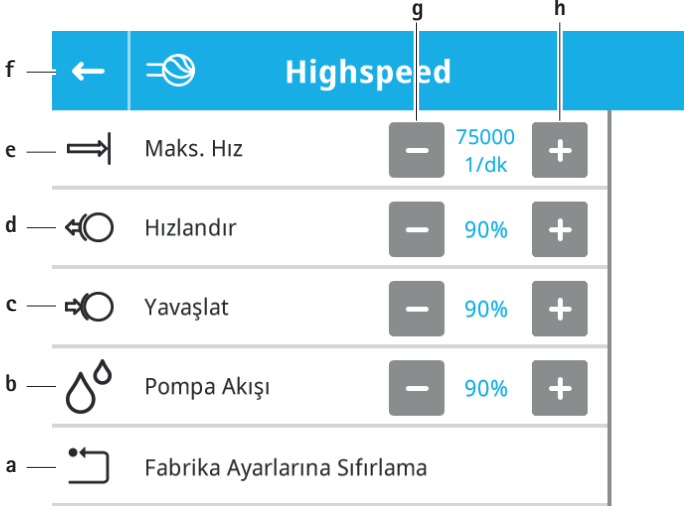 g h
f Highspeed
e Maks. Hız 75000
1/dk
d Hızlandır 90%
c Yavaşlat 90%
b Pompa Akışı 90%
a Fabrika Ayarlarına Sıfırlama